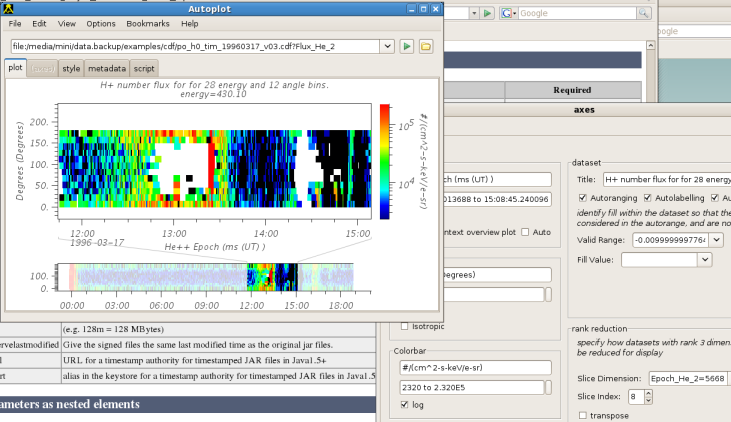 Autoplot
File Edit View Options Bookmarks Help
file:/media/mini/data.backup/examples/cdf/po_h0_tim_19960317_v03.cdf?Flux_He_2
plot style metadata script
H+ number flux for for 28 energy and 12 angle bins.
energy=430.10
Degrees (Degrees)
200.
150.
100.
50.
0.
12:00 13:00 14:00 15:00
1996-03-17
He++ Epoch (ms (UT) )
10^5
10^4
#/(cm^2-s-keV/e-sr)
100.
0.
00:00 03:00 06:00 09:00 12:00 15:00 18:00
Google
oogle
Required
(e.g. 128m = 128 MBytes)
ervelastmodified Give the signed files the same last modified time as the original jar files.
l URL for a timestamp authority for timestamped JAR files in Java1.5+
rt alias in the keystore for a timestamp authority for timestamped JAR files in Java1.5
ameters as nested elements
axes
ch (ms (UT) )
013688 to 15:08:45.240096
ntext overview plot Auto
egrees)
Isotropic
Colorbar
#/(cm^2-s-keV/e-sr)
2320 to 2.320E5
log
dataset
Title: H+ number flux for for 28 energy
Autoranging Autolabelling Au
identify fill within the dataset so that the
considered in the autorange, and are no
Valid Range: -0.0099999997764
Fill Value:
rank reduction
specify how datasets with rank 3 dimen
be reduced for display
Slice Dimension: Epoch_He_2=5668
Slice Index: 8
transpose